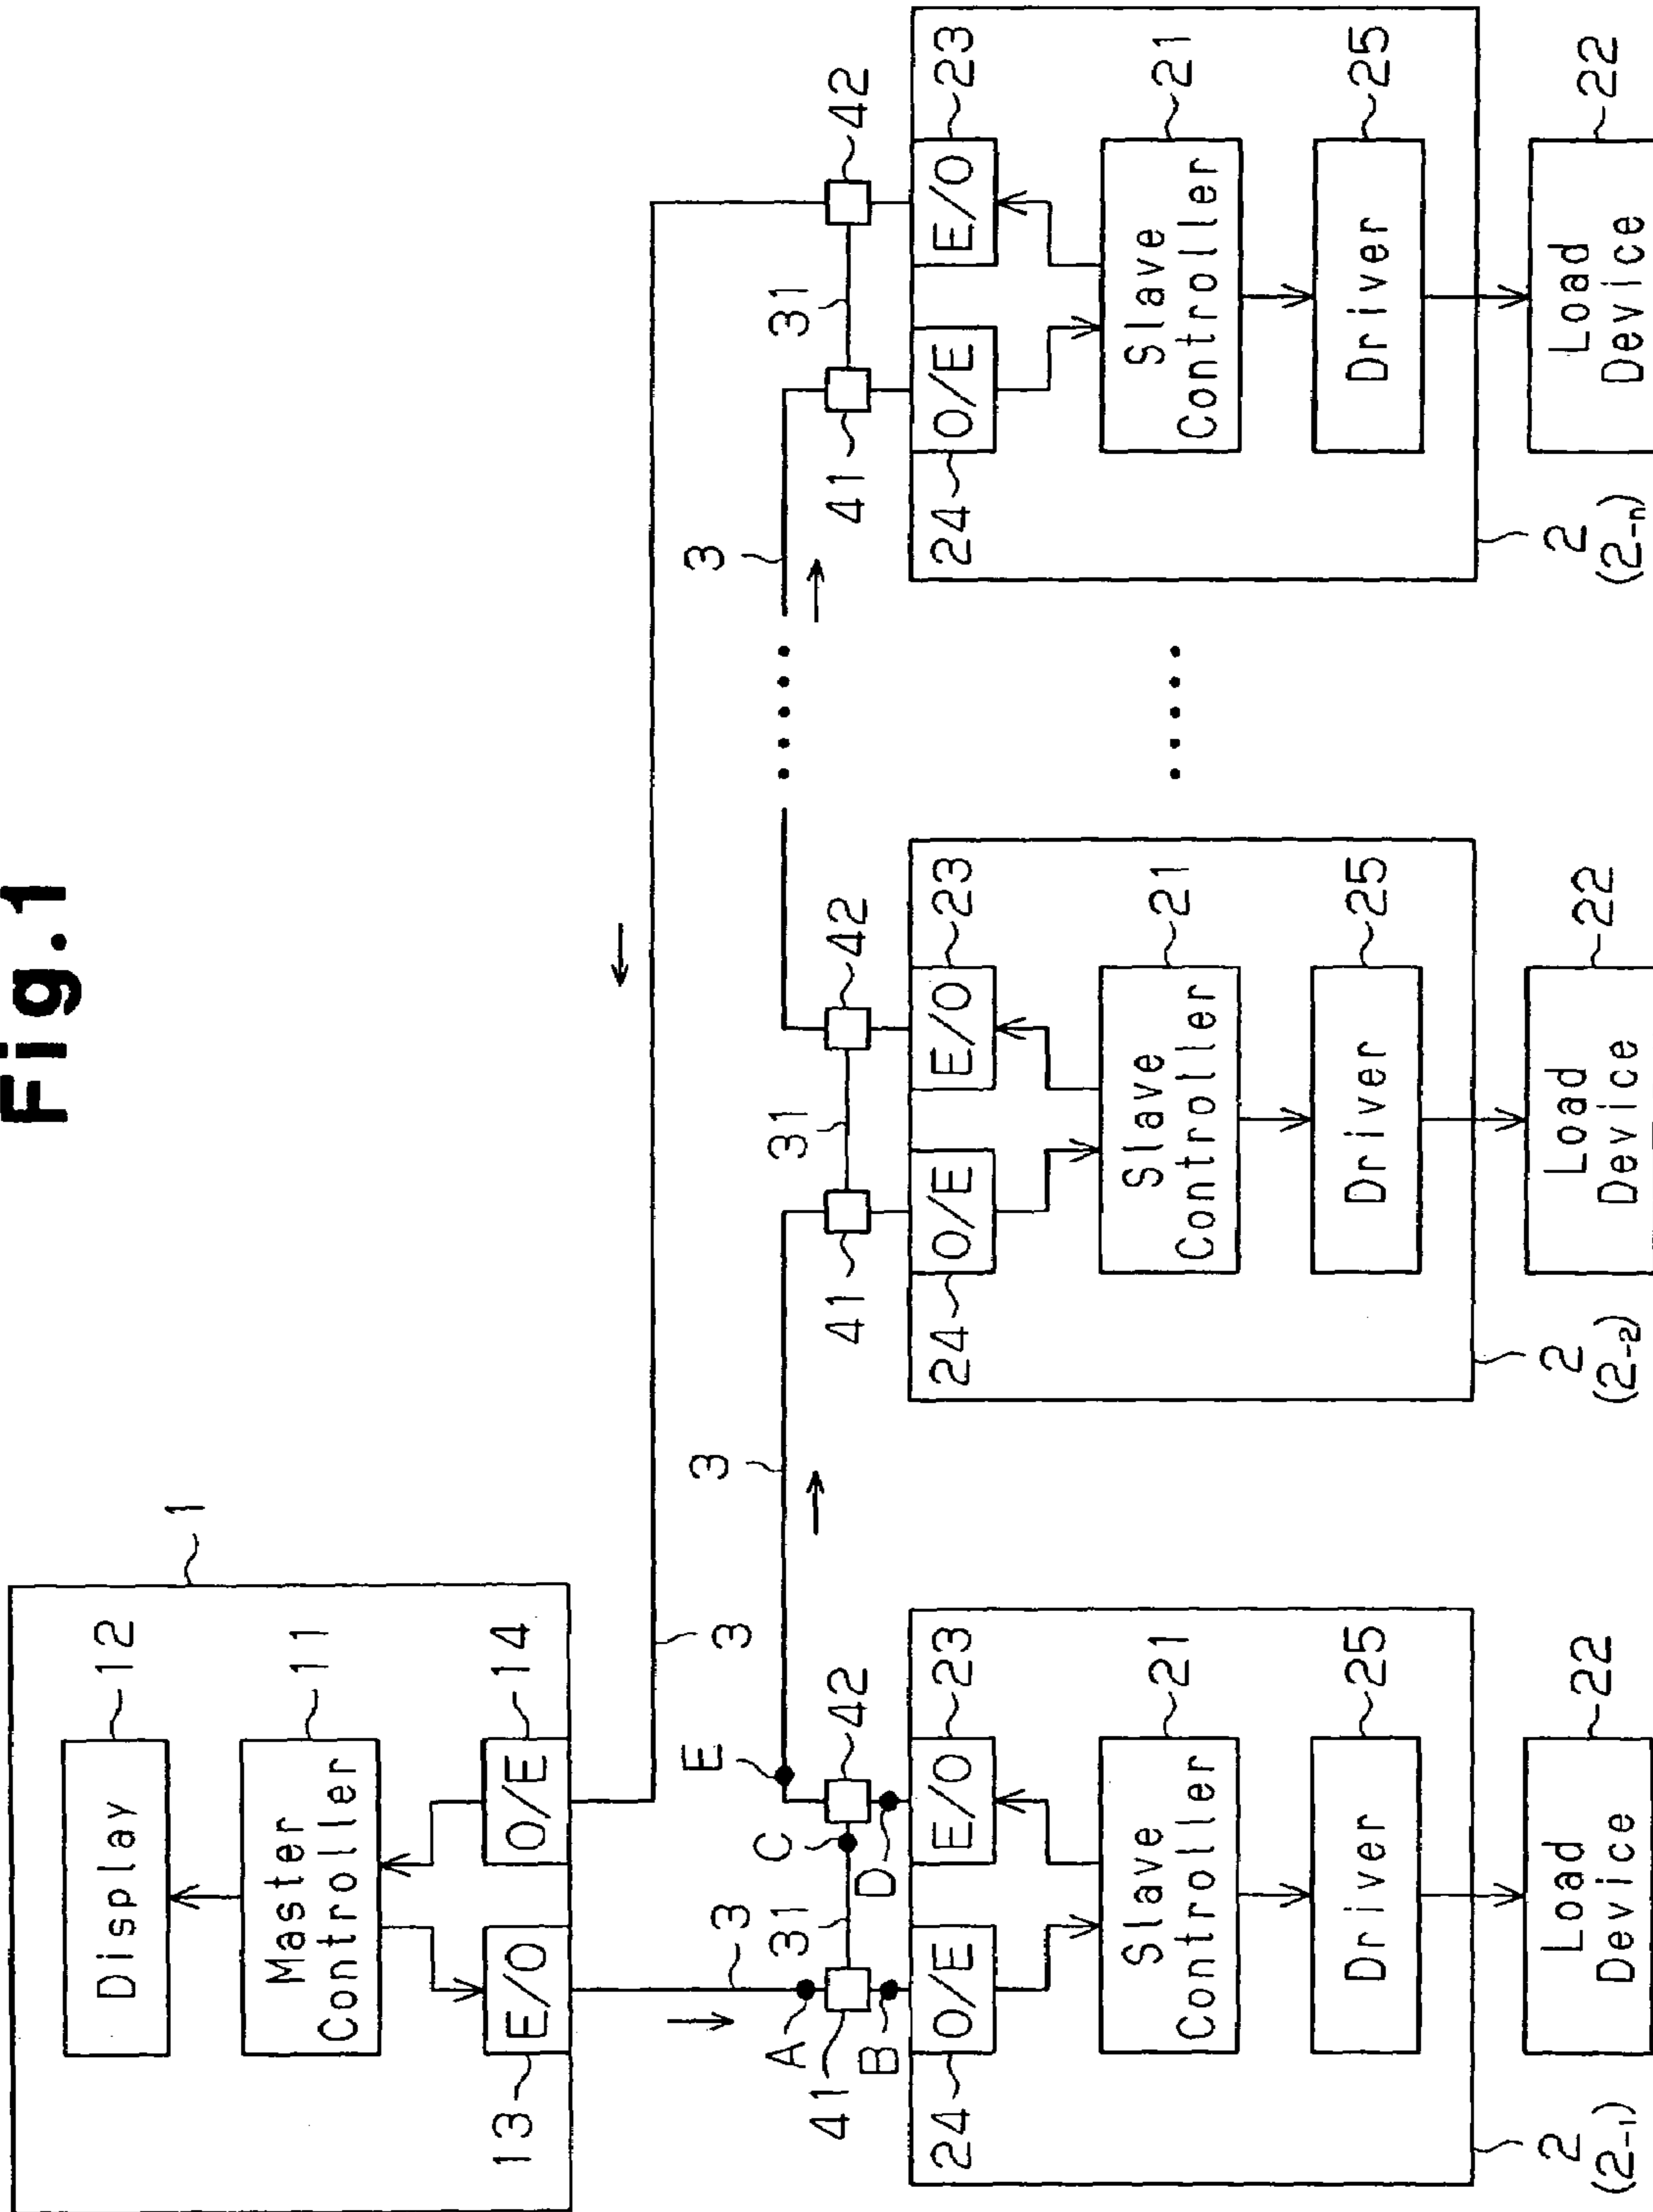 Fig.1
1
Display
12
Master
Controller
11
E/O
13
O/E
14
3
3
A
41
B
31
C
D
42
E
3
41
31
42
3
41
31
42
24
O/E
E/O
23
Slave
Controller
21
Driver
25
Load
Device
22
2
(2-1)
24
O/E
E/O
23
Slave
Controller
21
Driver
25
Load
Device
22
2
(2-2)
24
O/E
E/O
23
Slave
Controller
21
Driver
25
Load
Device
22
2
(2-n)